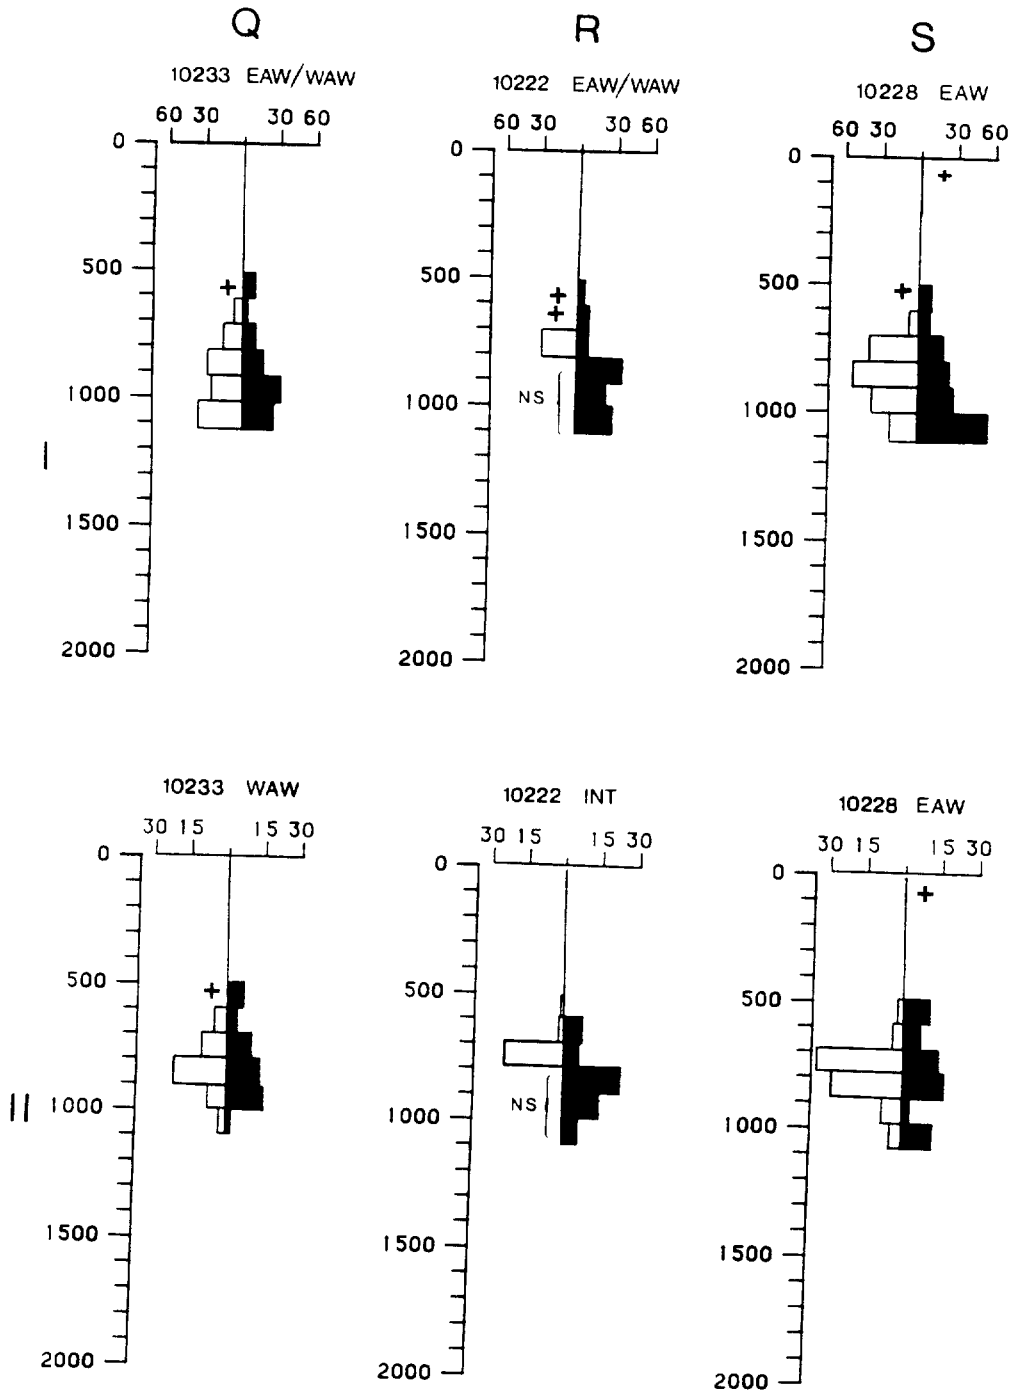 Q R S
10233 EAW/WAW 10222 EAW/WAW 10228 EAW
60 30 30 60 60 30 30 60 60 30 30 60
0 0 0
+
500 500 500
+ + +
+
1000 NS 1000 1000
I
1500 1500 1500
2000 2000 2000
10233 WAW 10222 INT 10228 EAW
30 15 15 30 30 15 15 30 30 15 15 30
0 0 0
+
500 500 500
+
1000 NS 1000 1000
II
1500 1500 1500
2000 2000 2000